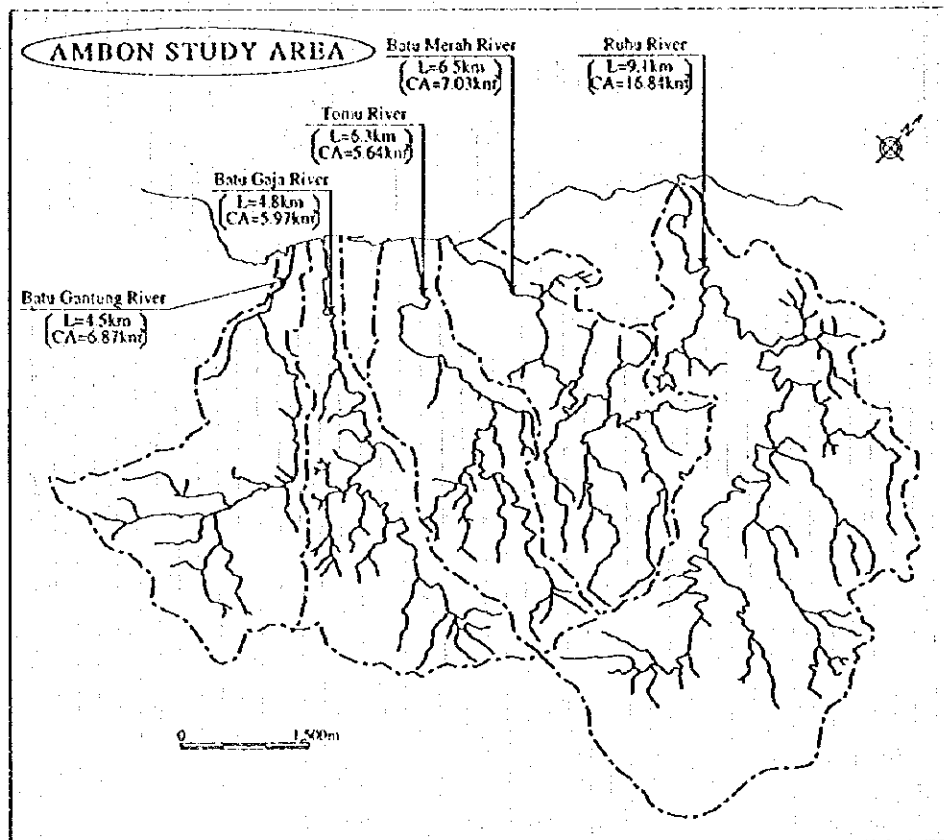 AMBON STUDY AREA
Batu Merah River
L=6.5km
CA=7.03km²
Ruhu River
L=9.1km
CA=16.84km²
Tomu River
L=6.3km
CA=5.64km²
Batu Gaja River
L=4.8km
CA=5.97km²
Batu Gantung River
L=4.5km
CA=6.87km²
N
0 1,500m